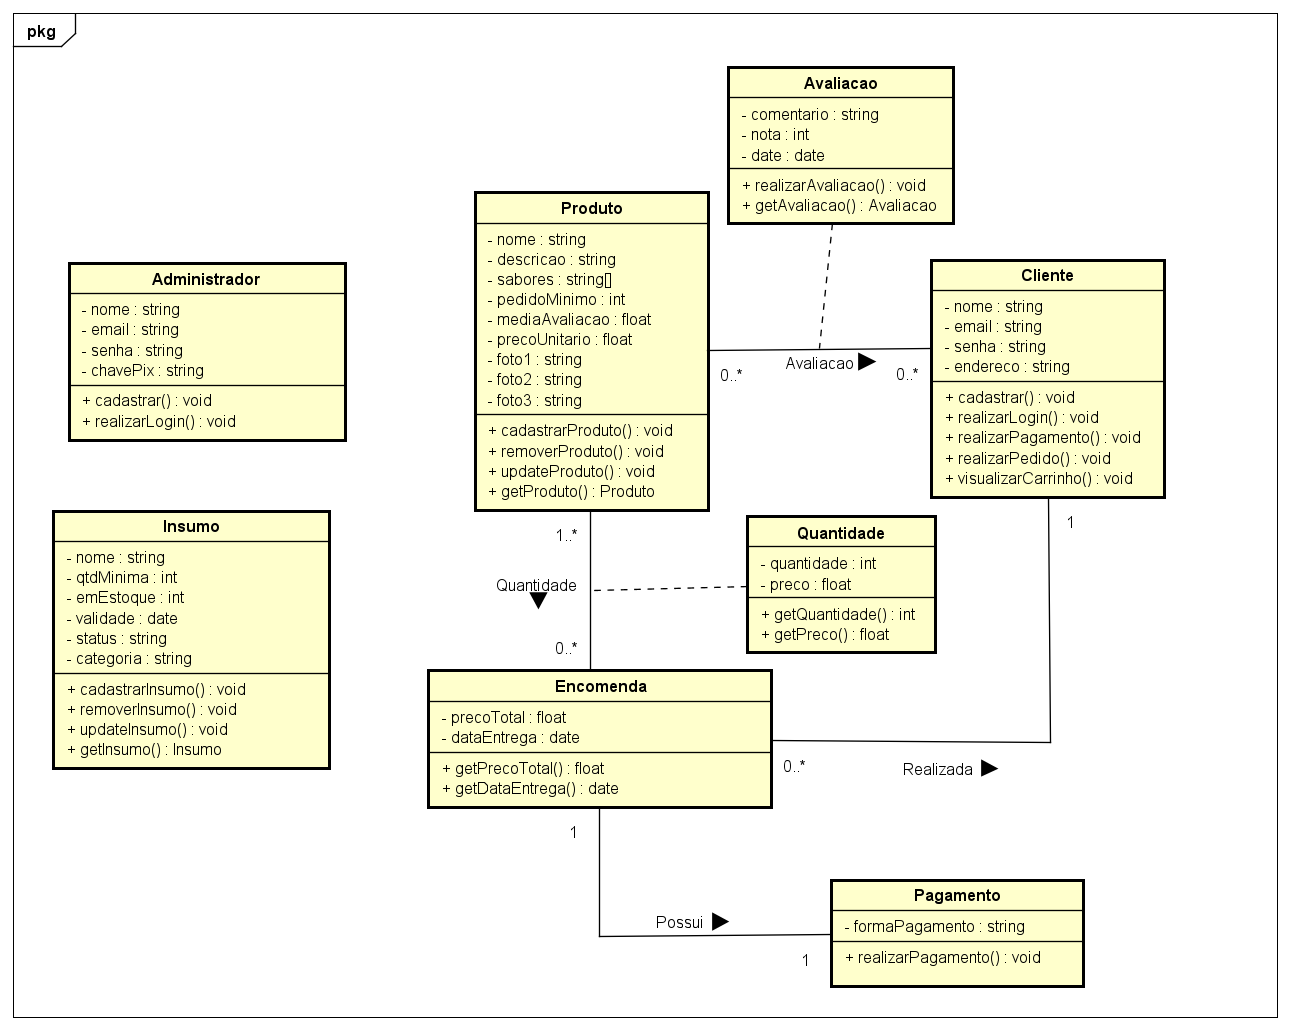 pkg
Avaliacao
- comentario : string
- nota : int
- date : date
+ realizarAvaliacao() : void
+ getAvaliacao() : Avaliacao
Produto
- nome : string
- descricao : string
- sabores : string[]
- pedidoMinimo : int
- mediaAvaliacao : float
- precoUnitario : float
- foto1 : string
- foto2 : string
- foto3 : string
+ cadastrarProduto() : void
+ removerProduto() : void
+ updateProduto() : void
+ getProduto() : Produto
Administrador
- nome : string
- email : string
- senha : string
- chavePix : string
+ cadastrar() : void
+ realizarLogin() : void
Cliente
- nome : string
- email : string
- senha : string
- endereco : string
+ cadastrar() : void
+ realizarLogin() : void
+ realizarPagamento() : void
+ realizarPedido() : void
+ visualizarCarrinho() : void
Avaliacao
0..*
0..*
Insumo
- nome : string
- qtdMinima : int
- emEstoque : int
- validade : date
- status : string
- categoria : string
+ cadastrarInsumo() : void
+ removerInsumo() : void
+ updateInsumo() : void
+ getInsumo() : Insumo
1..*
Quantidade
0..*
Quantidade
- quantidade : int
- preco : float
+ getQuantidade() : int
+ getPreco() : float
1
Encomenda
- precoTotal : float
- dataEntrega : date
+ getPrecoTotal() : float
+ getDataEntrega() : date
0..*
Realizada
1
Possui
1
Pagamento
- formaPagamento : string
+ realizarPagamento() : void